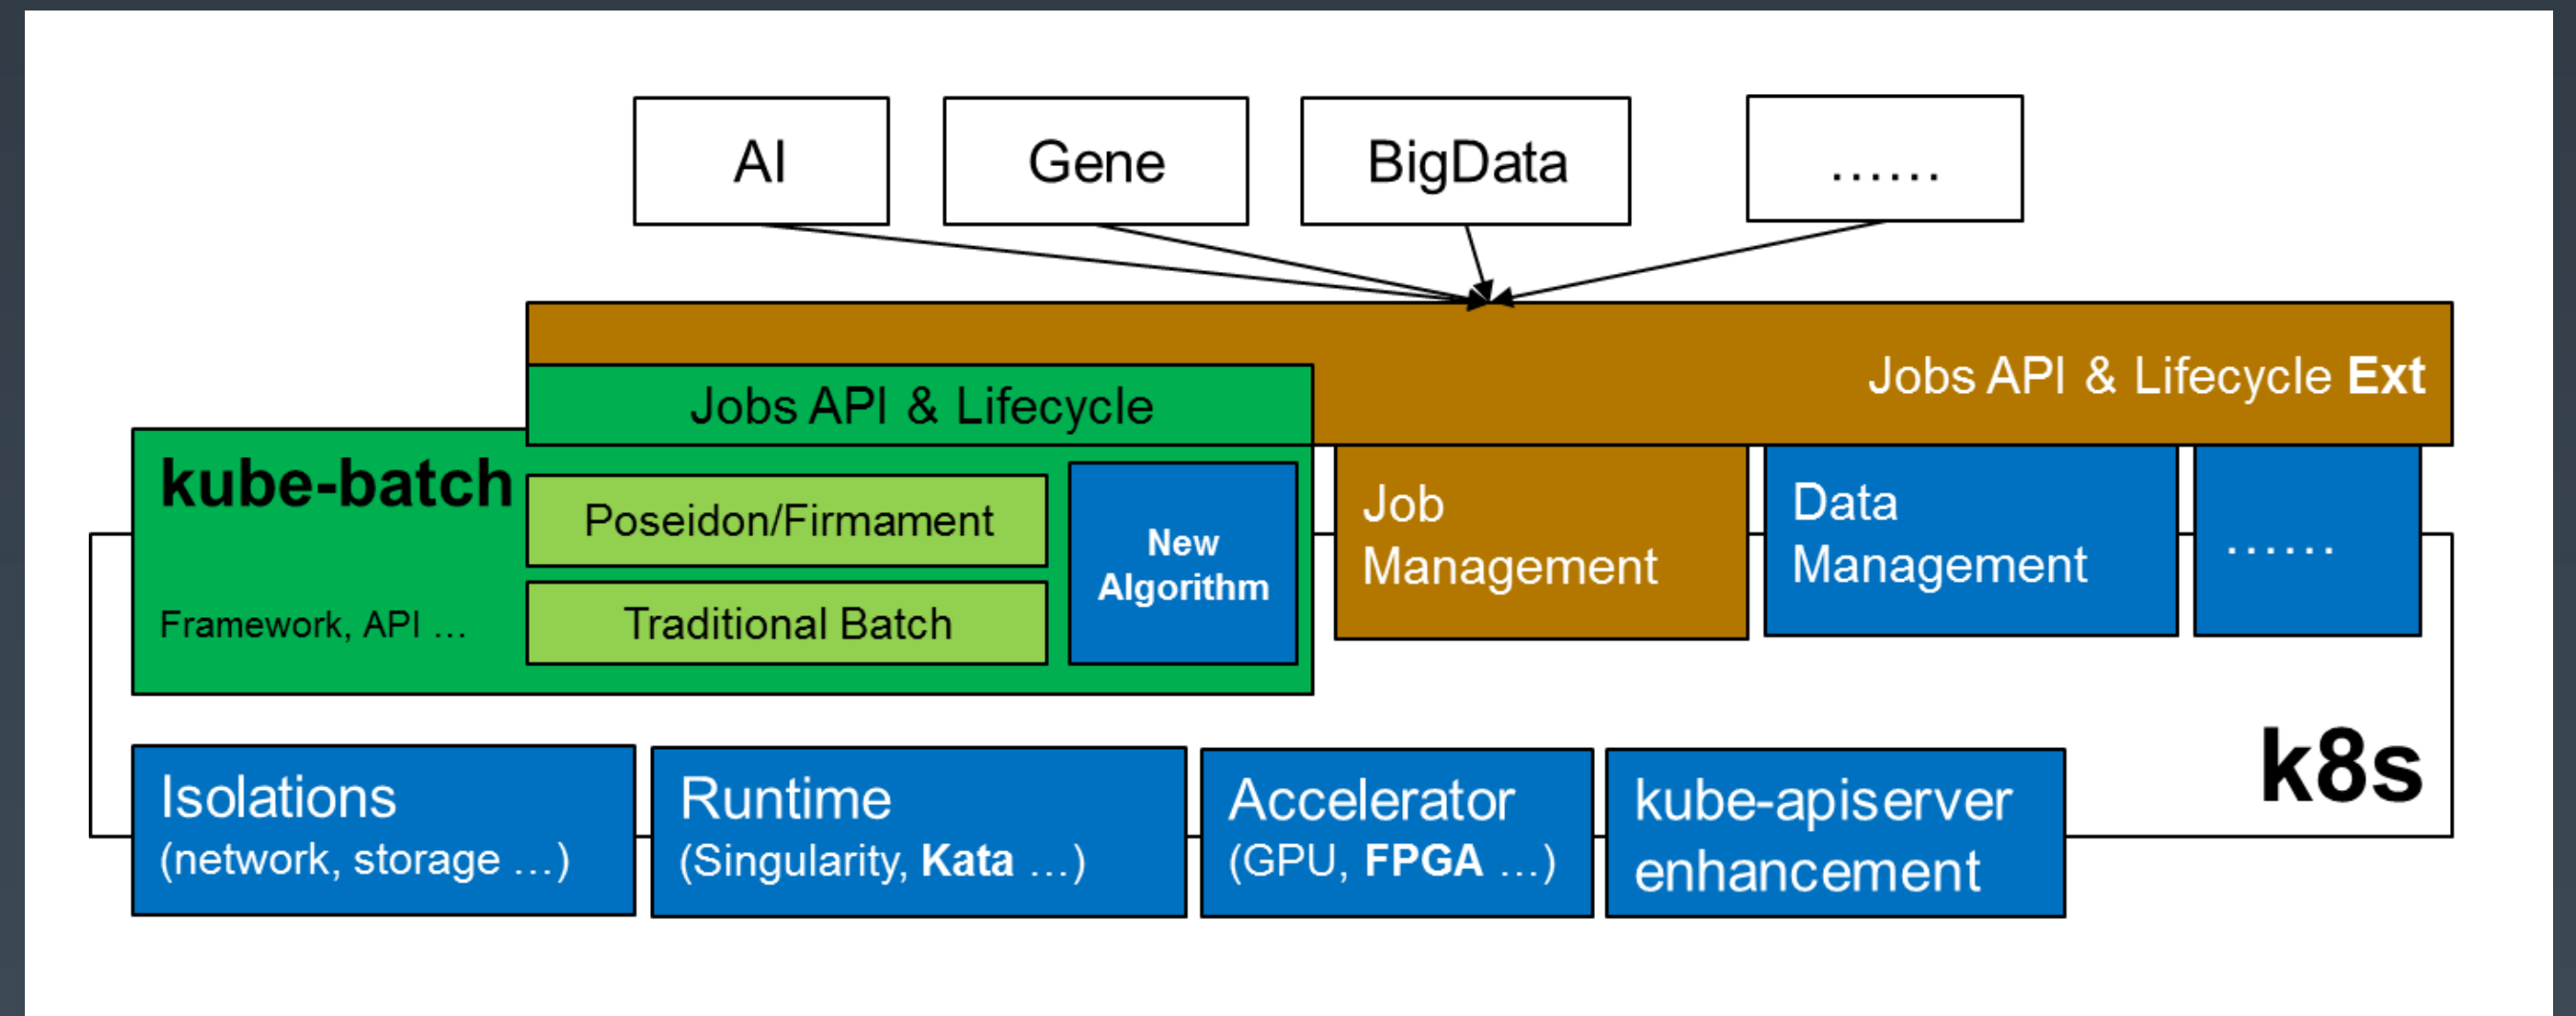 AI
Gene
BigData
......
Jobs API & Lifecycle Ext
Jobs API & Lifecycle
kube-batch
Framework, API ...
Poseidon/Firmament
Traditional Batch
New
Algorithm
Job
Management
Data
Management
......
k8s
Isolations
(network, storage ...)
Runtime
(Singularity, Kata ...)
Accelerator
(GPU, FPGA ...)
kube-apiserver
enhancement